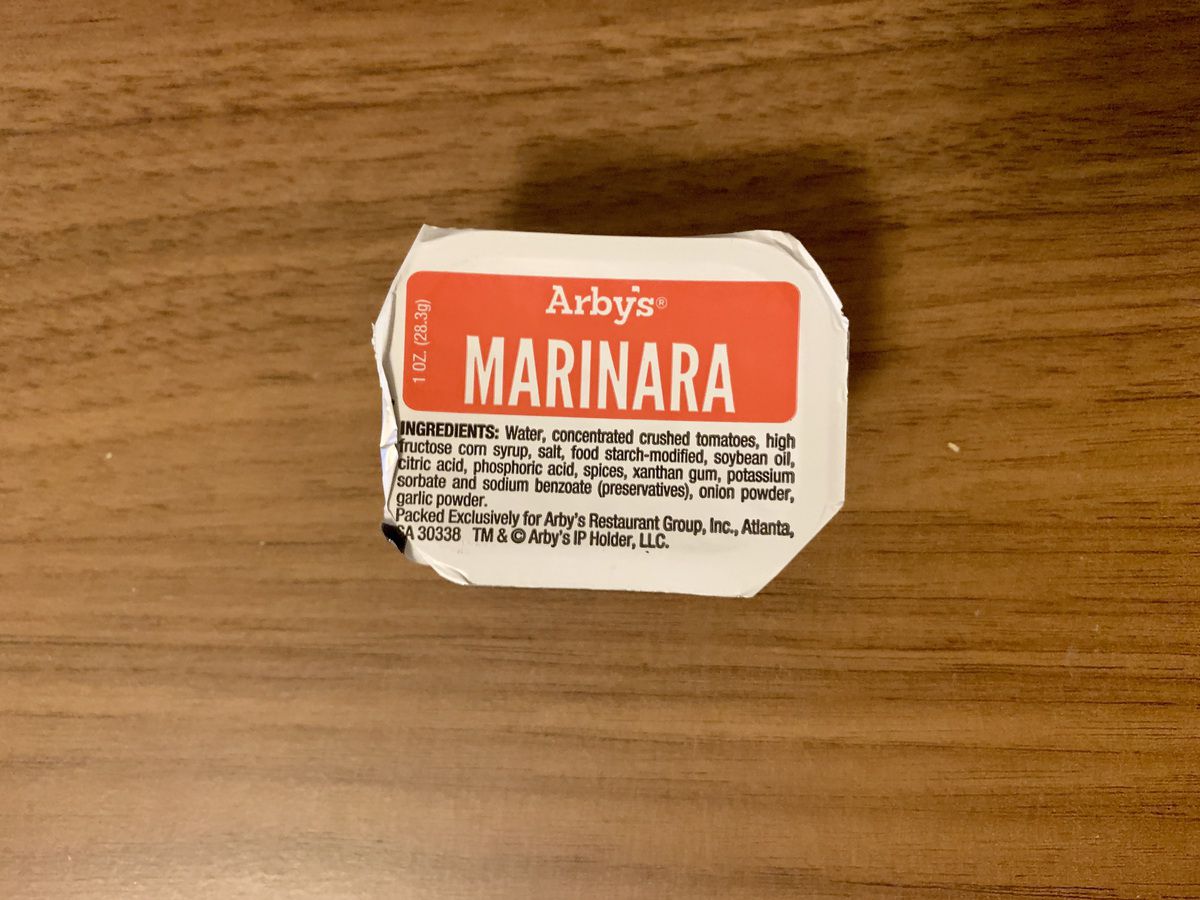 Arby's®
1 OZ. (28.3g)
MARINARA
INGREDIENTS: Water, concentrated crushed tomatoes, high
fructose corn syrup, salt, food starch-modified, soybean oil,
citric acid, phosphoric acid, spices, xanthan gum, potassium
sorbate and sodium benzoate (preservatives), onion powder,
garlic powder.
Packed Exclusively for Arby's Restaurant Group, Inc., Atlanta,
GA 30338 TM & © Arby's IP Holder, LLC.